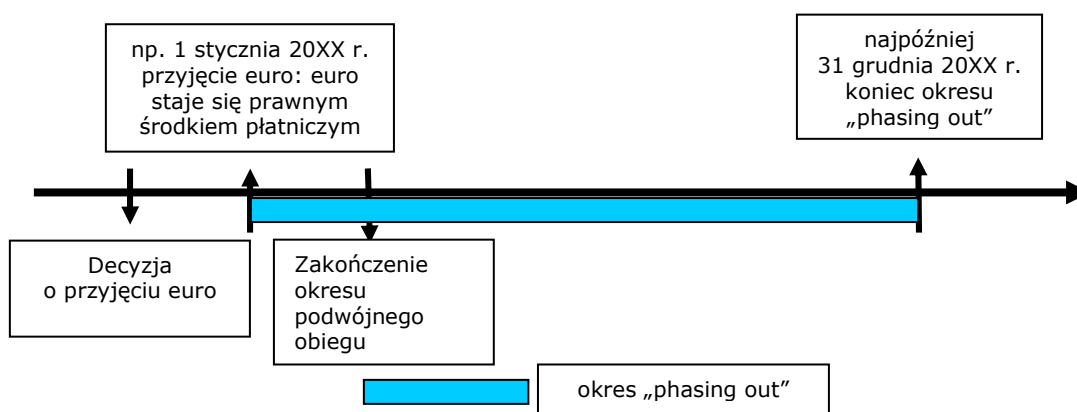 np. 1 stycznia 20XX r.
przyjęcie euro: euro
staje się prawnym
środkiem płatniczym
najpóźniej
31 grudnia 20XX r.
koniec okresu
„phasing out”
Decyzja
o przyjęciu euro
Zakończenie
okresu
podwójnego
obiegu
okres „phasing out”